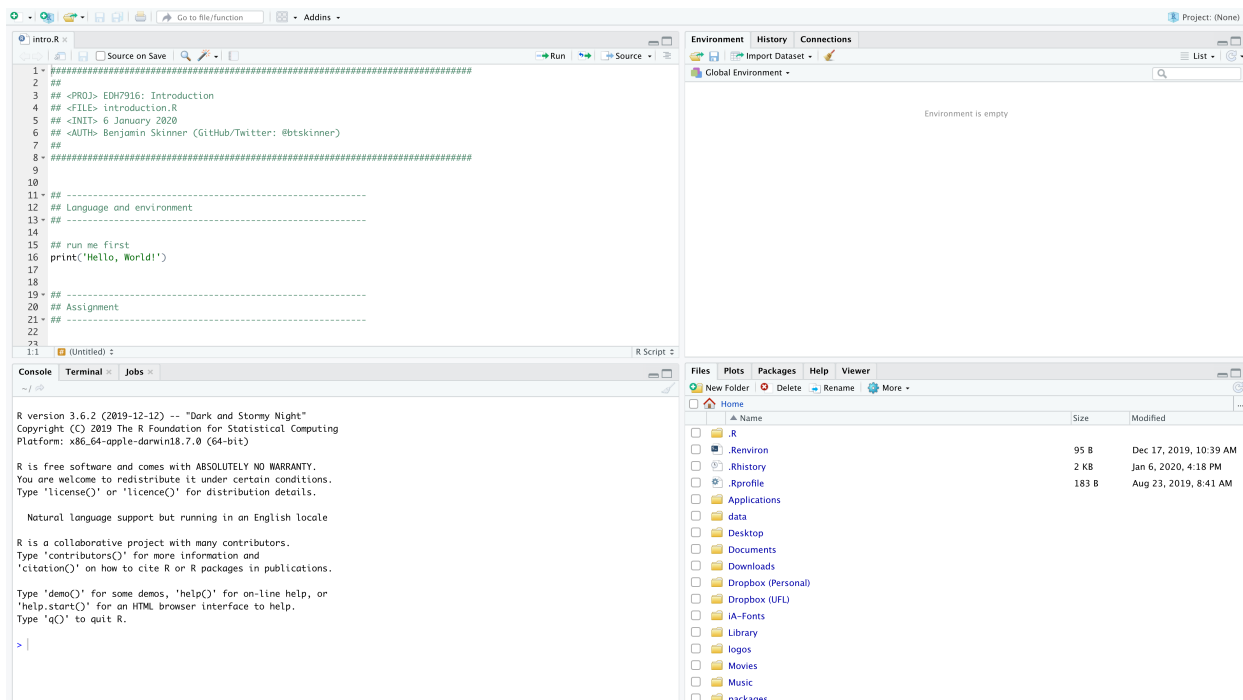 Go to file/function
Addins
Project: (None)
intro.R
Source on Save
Run
Source
1 ################################################################################
2 ##
3 ## <PROJ> EDH7916: Introduction
4 ## <FILE> introduction.R
5 ## <INIT> 6 January 2020
6 ## <AUTH> Benjamin Skinner (GitHub/Twitter: @btskinner)
7 ##
8 ################################################################################
9
10
11 ## ---------------------------------------------------------
12 ## Language and environment
13 ## ---------------------------------------------------------
14
15 ## run me first
16 print('Hello, World!')
17
18
19 ## ---------------------------------------------------------
20 ## Assignment
21 ## ---------------------------------------------------------
22
23
1:1 # (Untitled) R Script
Console Terminal Jobs
~/
R version 3.6.2 (2019-12-12) -- "Dark and Stormy Night"
Copyright (C) 2019 The R Foundation for Statistical Computing
Platform: x86_64-apple-darwin18.7.0 (64-bit)
R is free software and comes with ABSOLUTELY NO WARRANTY.
You are welcome to redistribute it under certain conditions.
Type 'license()' or 'licence()' for distribution details.
Natural language support but running in an English locale
R is a collaborative project with many contributors.
Type 'contributors()' for more information and
'citation()' on how to cite R or R packages in publications.
Type 'demo()' for some demos, 'help()' for on-line help, or
'help.start()' for an HTML browser interface to help.
Type 'q()' to quit R.
>
Environment History Connections
Import Dataset List
Global Environment
Environment is empty
Files Plots Packages Help Viewer
New Folder Delete Rename More
Home ...
Name Size Modified
.R
.Renviron 95 B Dec 17, 2019, 10:39 AM
.Rhistory 2 KB Jan 6, 2020, 4:18 PM
.Rprofile 183 B Aug 23, 2019, 8:41 AM
Applications
data
Desktop
Documents
Downloads
Dropbox (Personal)
Dropbox (UFL)
iA-Fonts
Library
logos
Movies
Music
packages